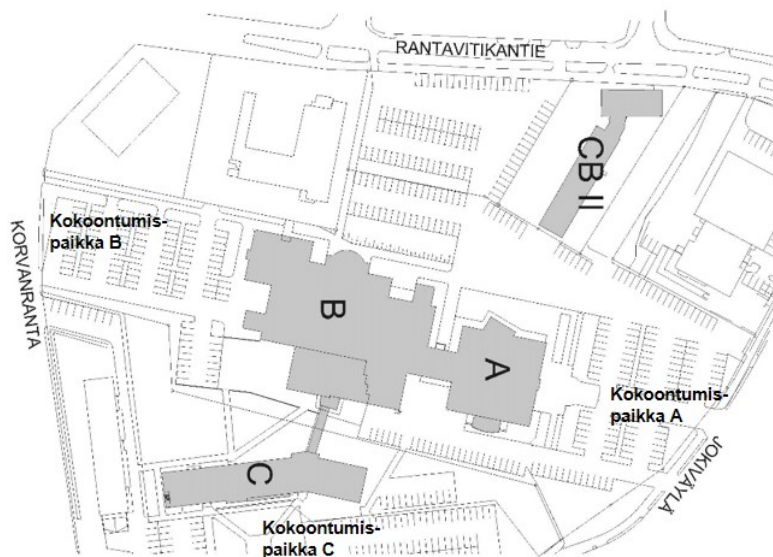 RANTAVITIKANTIE
CB II
Kokoontumis-
paikka B
KORVANRANTA
B
A
Kokoontumis-
paikka A
JOKIVÄYLÄ
C
Kokoontumis-
paikka C